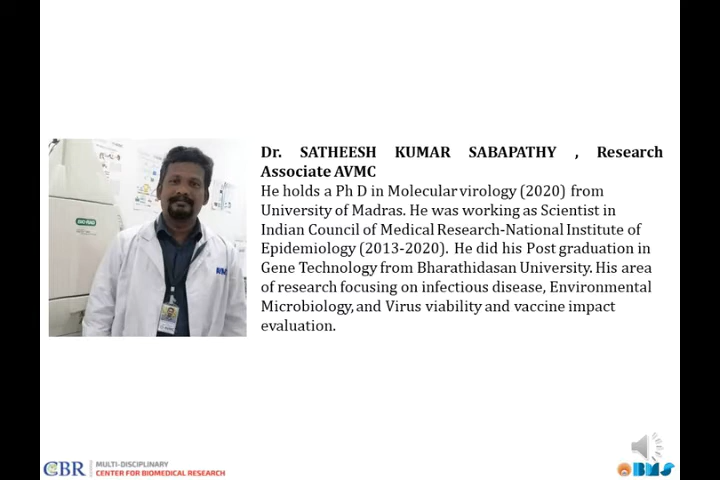 Dr. SATHEESH KUMAR SABAPATHY , Research
Associate AVMC
He holds a Ph D in Molecular virology (2020) from
University of Madras. He was working as Scientist in
Indian Council of Medical Research-National Institute of
Epidemiology (2013-2020). He did his Post graduation in
Gene Technology from Bharathidasan University. His area
of research focusing on infectious disease, Environmental
Microbiology, and Virus viability and vaccine impact
evaluation.
BIO-RAD
CBR MULTI-DISCIPLINARY
CENTER FOR BIOMEDICAL RESEARCH
BMS